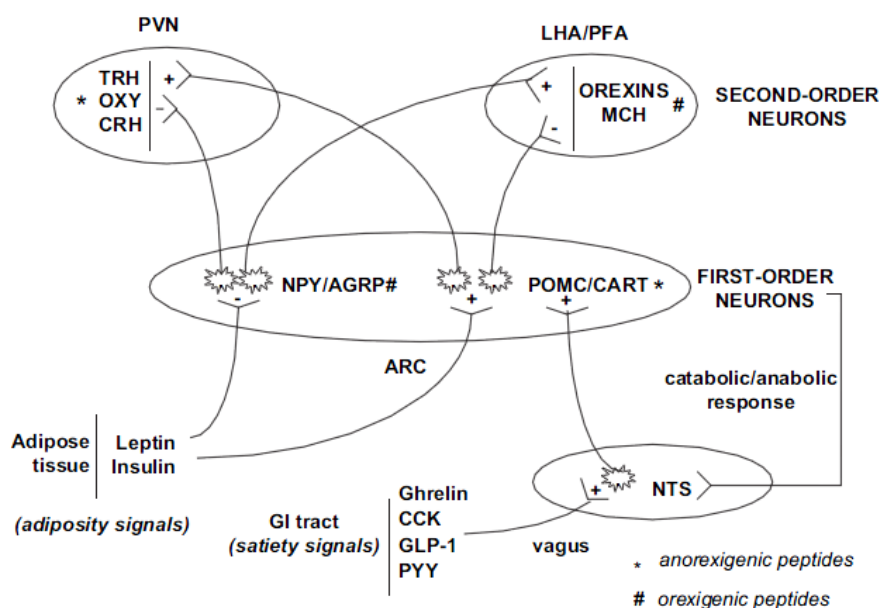 PVN
LHA/PFA
TRH
+
* OXY
-
CRH
+
OREXINS
MCH #
-
SECOND-ORDER
NEURONS
NPY/AGRP#
-
+
POMC/CART *
+
FIRST-ORDER
NEURONS
ARC
catabolic/anabolic
response
Adipose
tissue
Leptin
Insulin
(adiposity signals)
GI tract
(satiety signals)
Ghrelin
CCK
GLP-1
PYY
vagus
+
NTS
* anorexigenic peptides
# orexigenic peptides